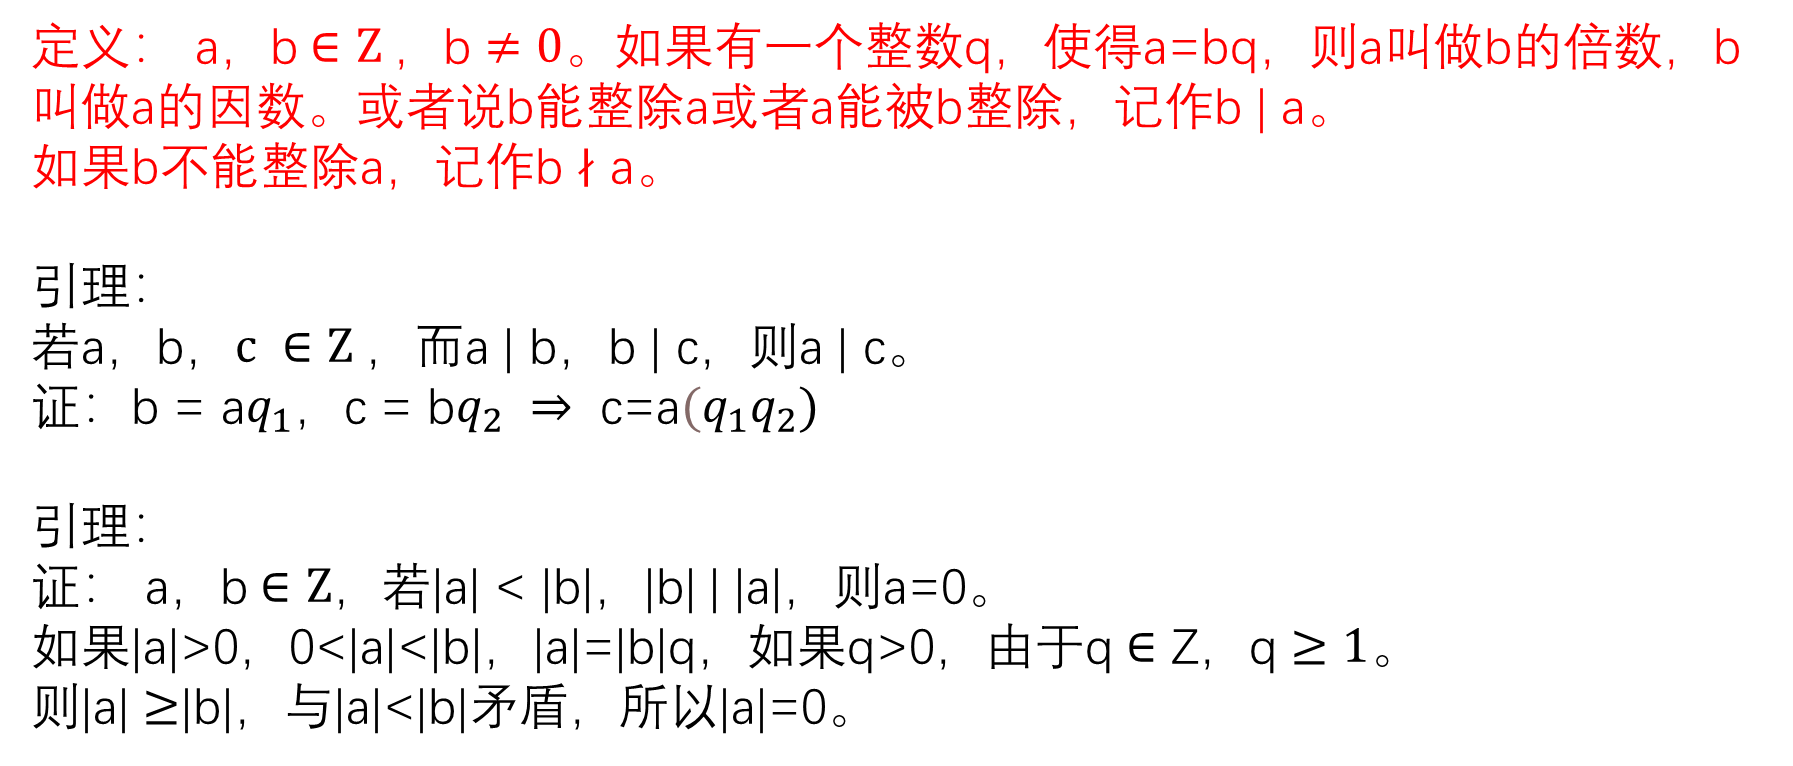 定义： a，b ∈ Z，b ≠ 0。如果有一个整数q，使得a=bq，则a叫做b的倍数，b
叫做a的因数。或者说b能整除a或者a能被b整除，记作b | a。
如果b不能整除a，记作b ∤ a。
引理：
若a，b，c ∈ Z，而a | b，b | c，则a | c。
证：b = aq₁，c = bq₂ ⇒ c=a(q₁q₂)
引理：
证： a，b ∈ Z，若|a| < |b|，|b| | |a|，则a=0。
如果|a|>0，0<|a|<|b|，|a|=|b|q，如果q>0，由于q ∈ Z，q ≥ 1。
则|a| ≥|b|，与|a|<|b|矛盾，所以|a|=0。